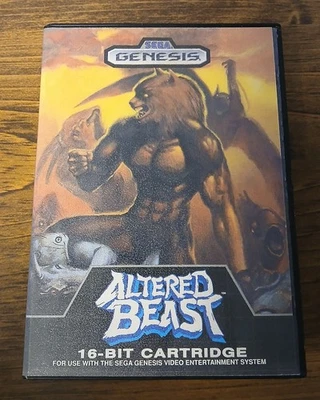 SEGA
GENESIS
ALTERED
BEAST
16-BIT CARTRIDGE
FOR USE WITH THE SEGA GENESIS VIDEO ENTERTAINMENT SYSTEM